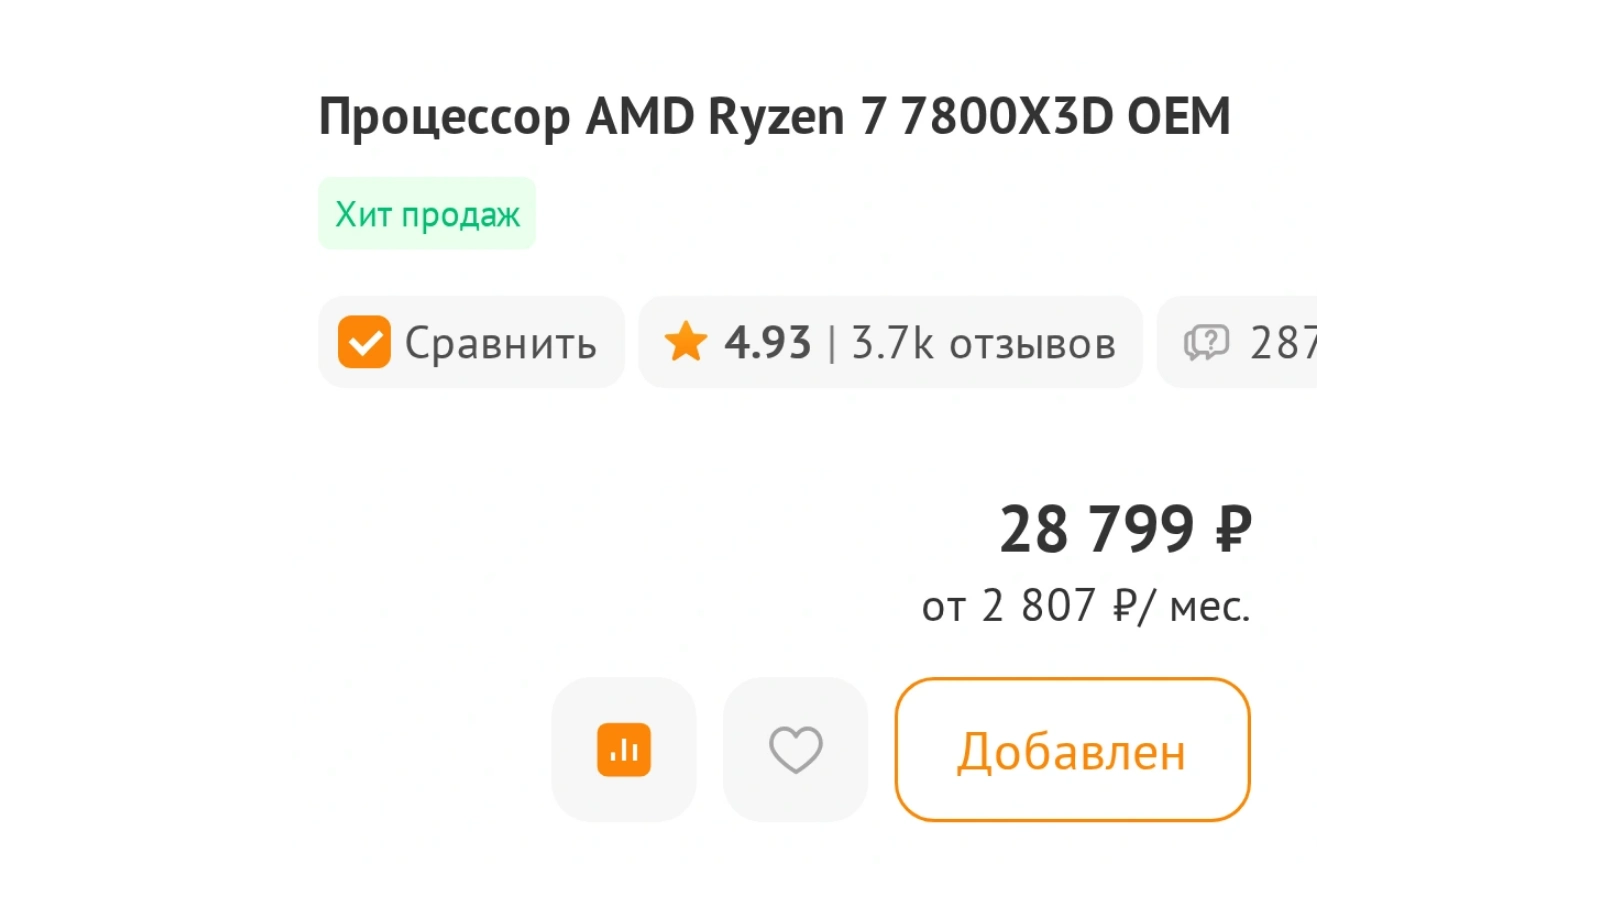 Процессор AMD Ryzen 7 7800X3D OEM
Хит продаж
Сравнить
4.93 | 3.7k отзывов
287
28 799 ₽
от 2 807 ₽/ мес.
Добавлен